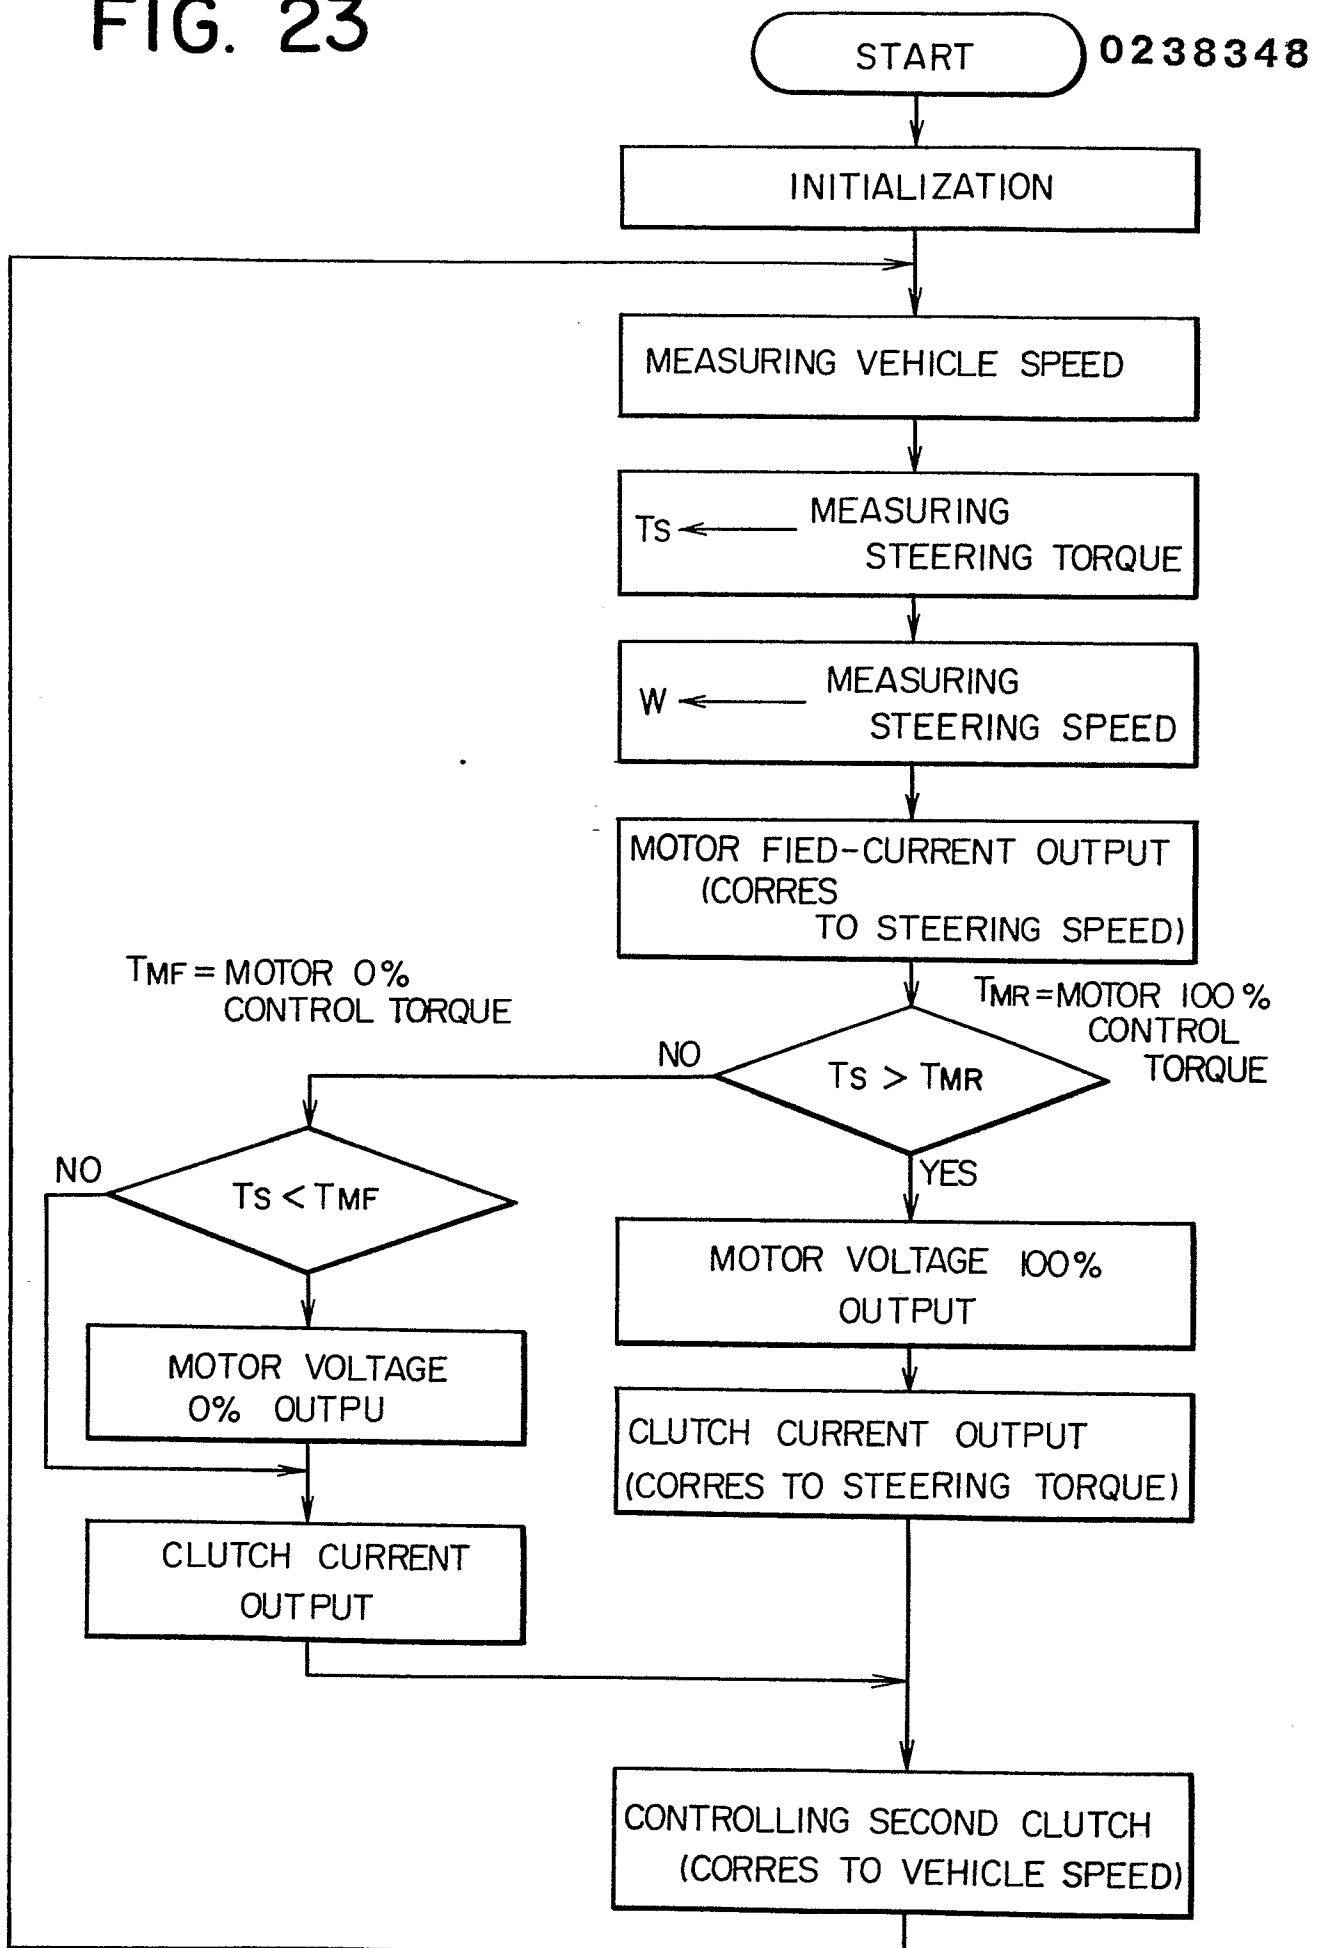 FIG. 23
0238348
START
INITIALIZATION
MEASURING VEHICLE SPEED
TS MEASURING
STEERING TORQUE
W MEASURING
STEERING SPEED
MOTOR FIED-CURRENT OUTPUT
(CORRES
TO STEERING SPEED)
TMF = MOTOR 0%
CONTROL TORQUE
TMR = MOTOR 100%
CONTROL
TORQUE
NO
TS > TMR
YES
NO
TS < TMF
MOTOR VOLTAGE 100%
OUTPUT
MOTOR VOLTAGE
0% OUTPU
CLUTCH CURRENT OUTPUT
(CORRES TO STEERING TORQUE)
CLUTCH CURRENT
OUTPUT
CONTROLLING SECOND CLUTCH
(CORRES TO VEHICLE SPEED)